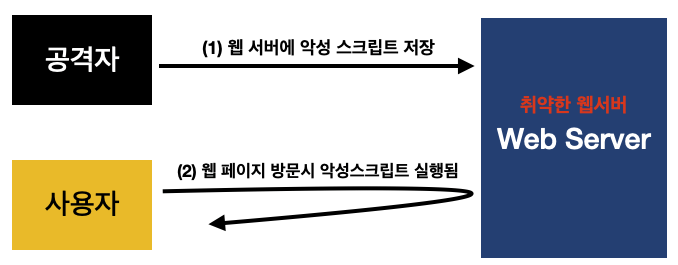 공격자
(1) 웹 서버에 악성 스크립트 저장
취약한 웹서버
Web Server
사용자
(2) 웹 페이지 방문시 악성스크립트 실행됨